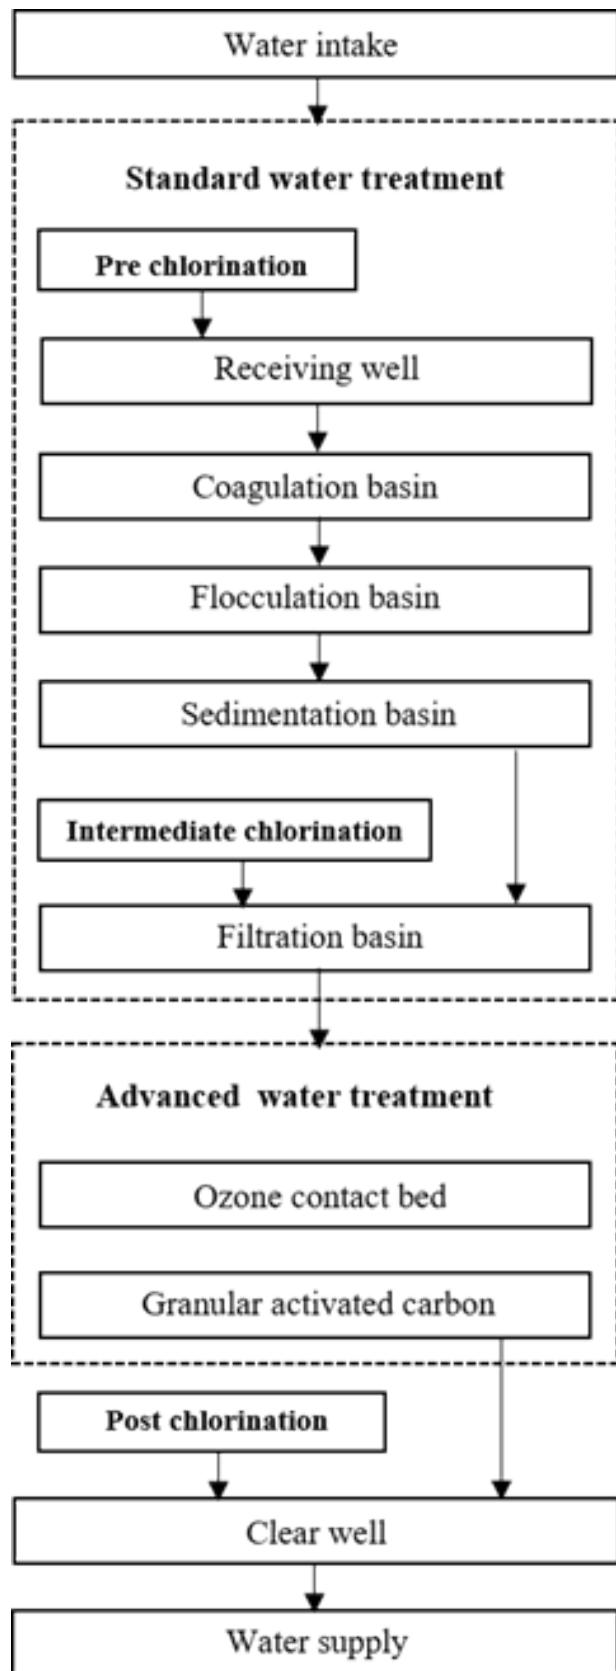 Water intake
Standard water treatment
Pre chlorination
Receiving well
Coagulation basin
Flocculation basin
Sedimentation basin
Intermediate chlorination
Filtration basin
Advanced water treatment
Ozone contact bed
Granular activated carbon
Post chlorination
Clear well
Water supply